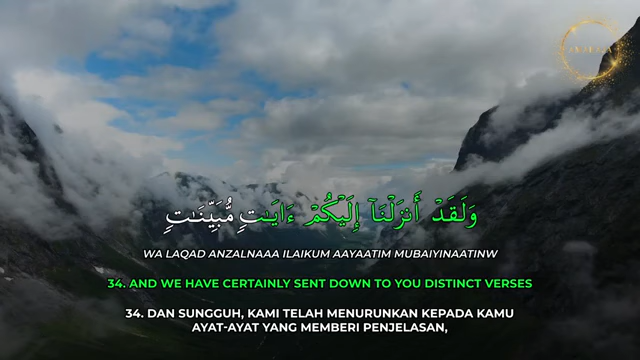 وَلَقَدْ أَنزَلْنَآ إِلَيْكُمْ ءَايَـٰتٍ مُّبَيِّنَـٰتٍ
WA LAQAD ANZALNAAA ILAIKUM AAYAATIM MUBAIYINAATINW
34. AND WE HAVE CERTAINLY SENT DOWN TO YOU DISTINCT VERSES
34. DAN SUNGGUH, KAMI TELAH MENURUNKAN KEPADA KAMU
AYAT-AYAT YANG MEMBERI PENJELASAN,